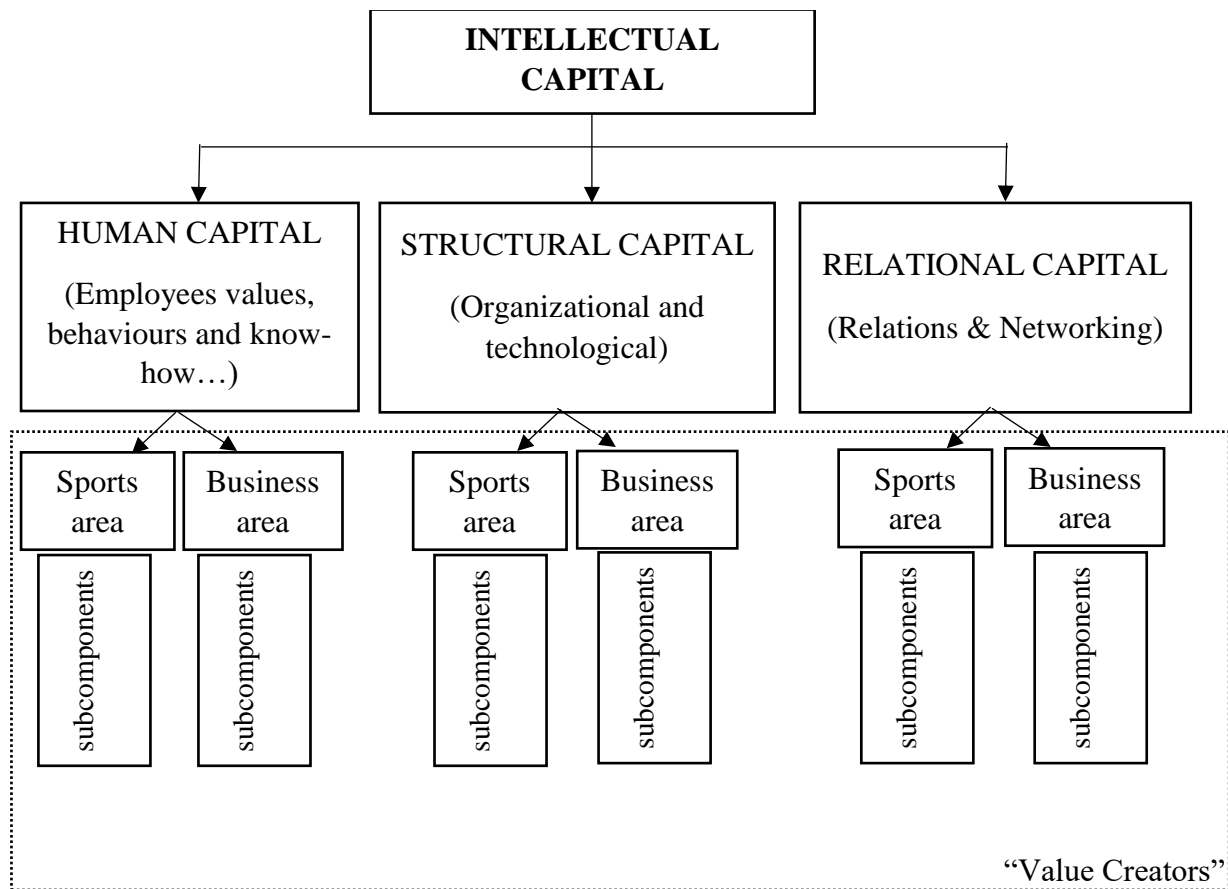 INTELLECTUAL
CAPITAL
HUMAN CAPITAL
(Employees values,
behaviours and know-
how…)
STRUCTURAL CAPITAL
(Organizational and
technological)
RELATIONAL CAPITAL
(Relations & Networking)
Sports
area
Business
area
Sports
area
Business
area
Sports
area
Business
area
subcomponents
subcomponents
subcomponents
subcomponents
subcomponents
subcomponents
“Value Creators”